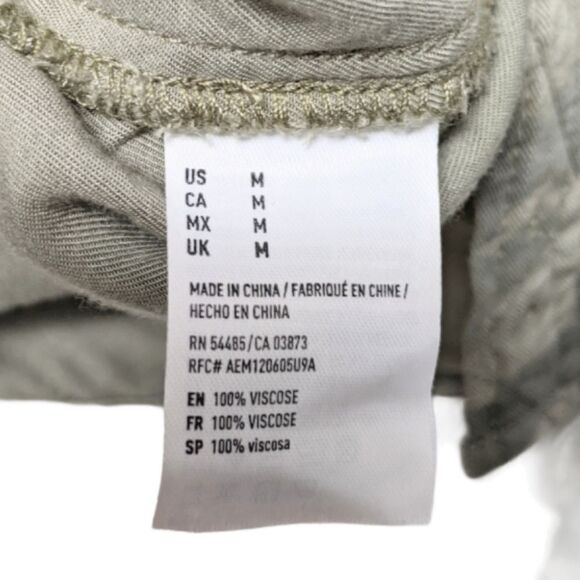 US M
CA M
MX M
UK M
MADE IN CHINA / FABRIQUÉ EN CHINE /
HECHO EN CHINA
RN 54485/CA 03873
RFC# AEM120605U9A
EN 100% VISCOSE
FR 100% VISCOSE
SP 100% viscosa